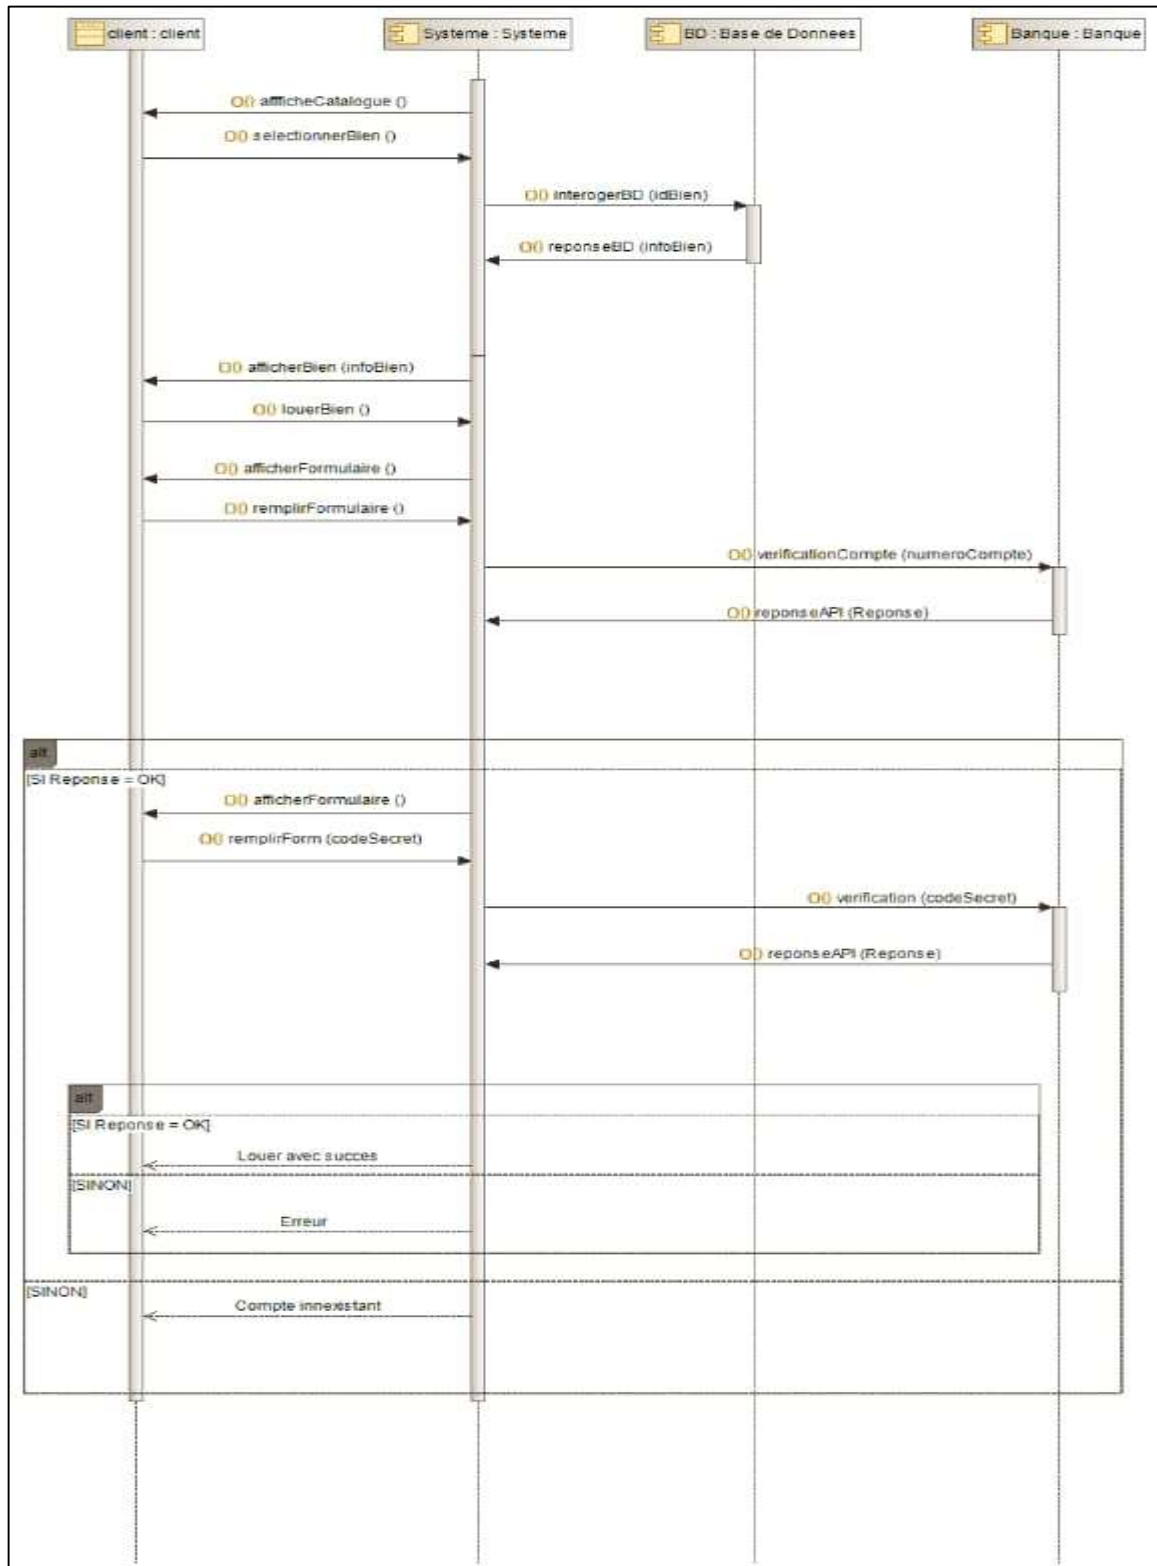 client : client
Systeme : Systeme
BD : Base de Donnees
Banque : Banque
O() affficheCatalogue ()
O() selectionnerBien ()
O() interogerBD (idBien)
O() reponseBD (infoBien)
O() afficherBien (infoBien)
O() louerBien ()
O() afficherFormulaire ()
O() remplirFormulaire ()
O() verificationCompte (numeroCompte)
O() reponseAPI (Reponse)
alt
[SI Reponse = OK]
O() afficherFormulaire ()
O() remplirForm (codeSecret)
O() verification (codeSecret)
O() reponseAPI (Reponse)
alt
[SI Reponse = OK]
Louer avec succes
[SINON]
Erreur
[SINON]
Compte innexistant